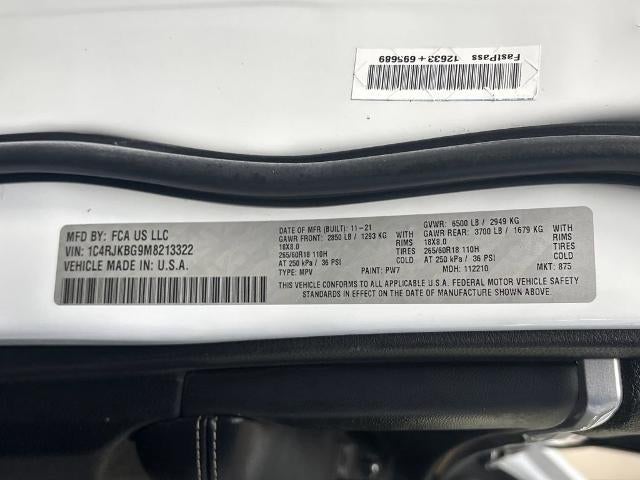 FastPass 12633+695689
MFD BY: FCA US LLC
VIN: 1C4RJKBG9M8213322
VEHICLE MADE IN: U.S.A.
DATE OF MFR (BUILT): 11-21
GAWR FRONT: 2850 LB / 1293 KG
18X8.0 RIMS
265/60R18 110H TIRES
AT 250 kPa / 36 PSI COLD
TYPE: MPV PAINT: PW7
GVWR: 6500 LB / 2949 KG
GAWR REAR: 3700 LB / 1679 KG
18X8.0 RIMS
265/60R18 110H TIRES
AT 250 kPa / 36 PSI COLD
MDH: 112210 MKT: 875
THIS VEHICLE CONFORMS TO ALL APPLICABLE U.S.A. FEDERAL MOTOR VEHICLE SAFETY
STANDARDS IN EFFECT ON THE DATE OF MANUFACTURE SHOWN ABOVE.